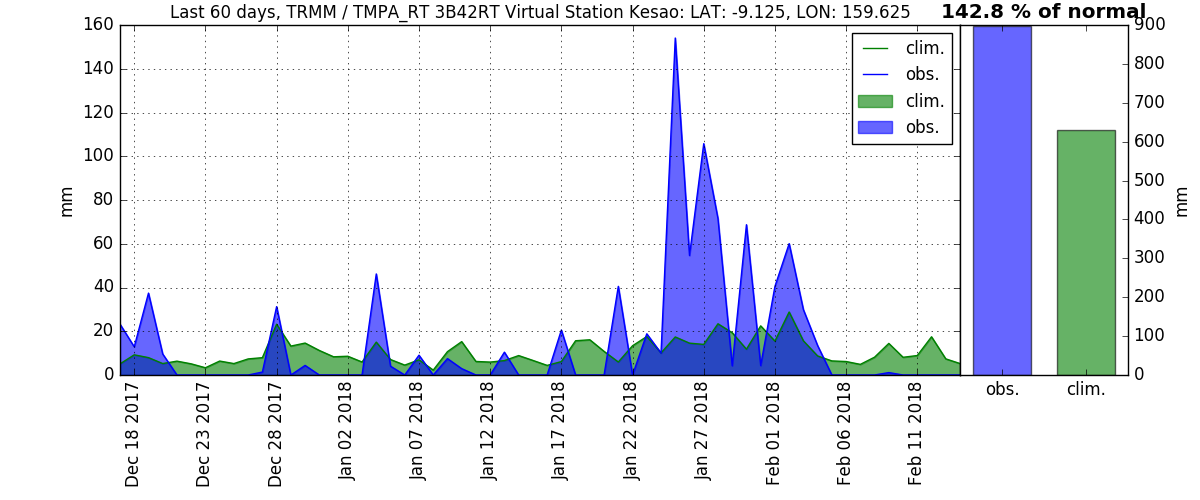 Last 60 days, TRMM / TMPA_RT 3B42RT Virtual Station Kesao: LAT: -9.125, LON: 159.625
142.8 % of normal
160
140
120
100
80
60
40
20
0
mm
clim.
obs.
clim.
obs.
Dec 18 2017
Dec 23 2017
Dec 28 2017
Jan 02 2018
Jan 07 2018
Jan 12 2018
Jan 17 2018
Jan 22 2018
Jan 27 2018
Feb 01 2018
Feb 06 2018
Feb 11 2018
900
800
700
600
500
400
300
200
100
0
mm
obs.
clim.